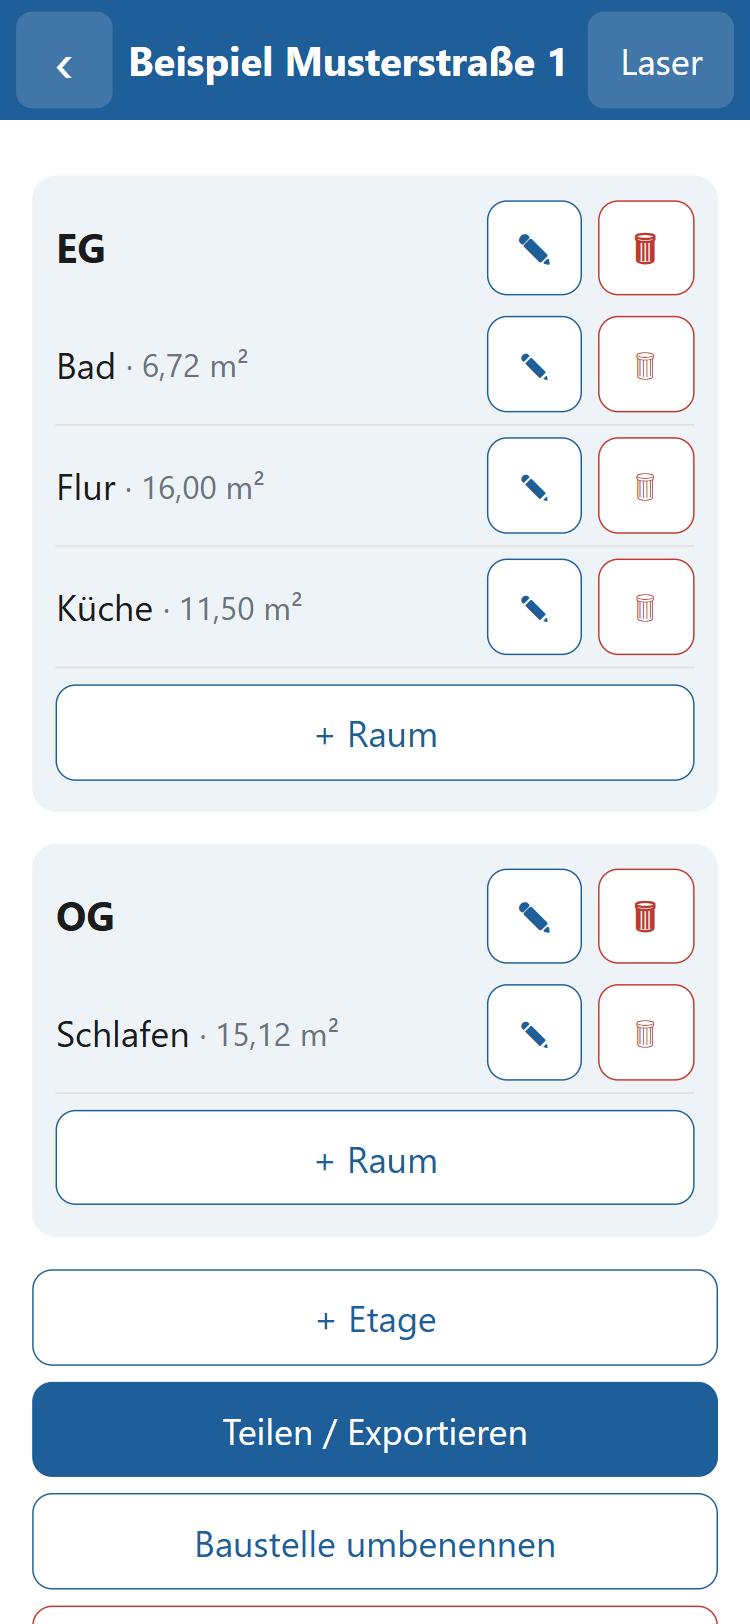 ‹ Beispiel Musterstraße 1 Laser
EG
Bad · 6,72 m²
Flur · 16,00 m²
Küche · 11,50 m²
+ Raum
OG
Schlafen · 15,12 m²
+ Raum
+ Etage
Teilen / Exportieren
Baustelle umbenennen